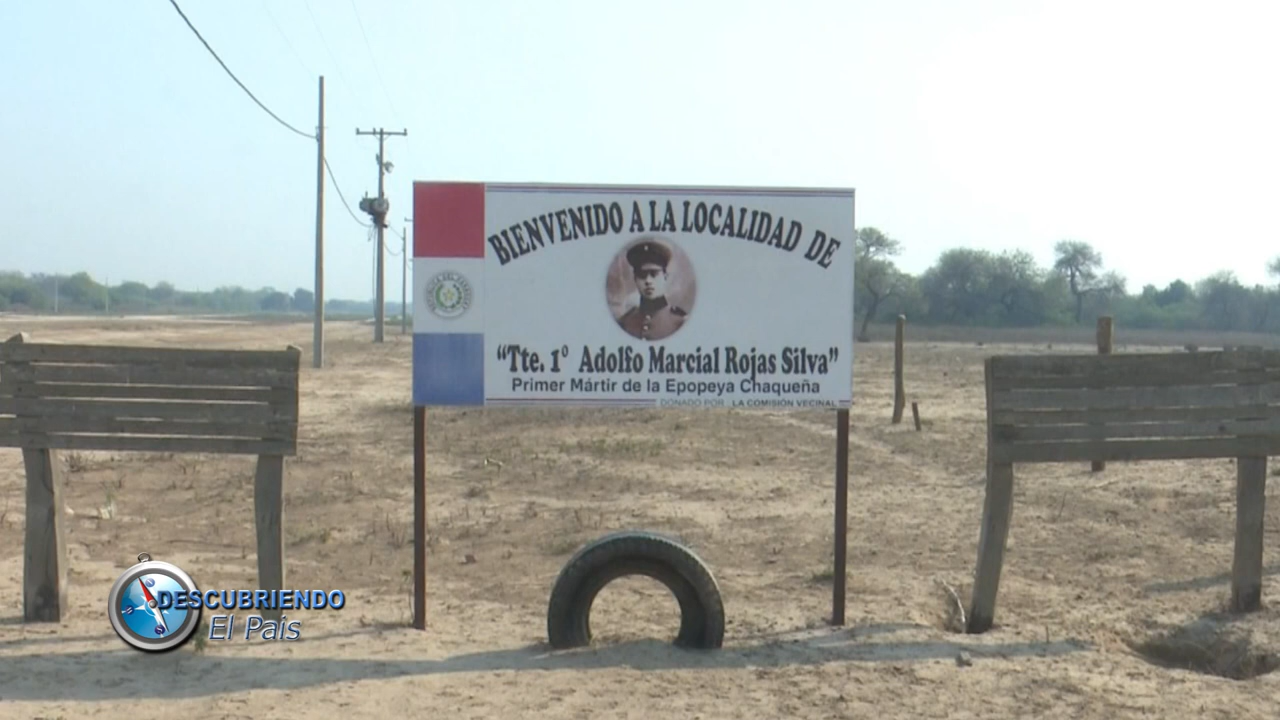 BIENVENIDO A LA LOCALIDAD DE
"Tte. 1° Adolfo Marcial Rojas Silva"
Primer Mártir de la Epopeya Chaqueña
DONADO POR: LA COMISIÓN VECINAL
DESCUBRIENDO
El Pais